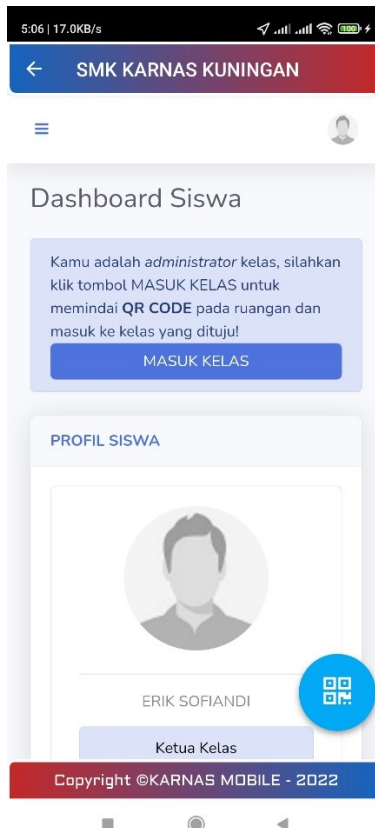 5:06 | 17.0KB/s
100
SMK KARNAS KUNINGAN
Dashboard Siswa
Kamu adalah administrator kelas, silahkan
klik tombol MASUK KELAS untuk
memindai QR CODE pada ruangan dan
masuk ke kelas yang dituju!
MASUK KELAS
PROFIL SISWA
ERIK SOFIANDI
Ketua Kelas
Copyright ©KARNAS MOBILE - 2022